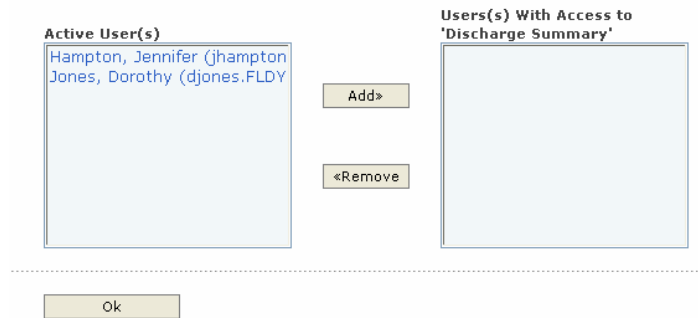 Active User(s)
Hampton, Jennifer (jhampton
Jones, Dorothy (djones.FLDY
Add»
«Remove
Users(s) With Access to
'Discharge Summary'
Ok